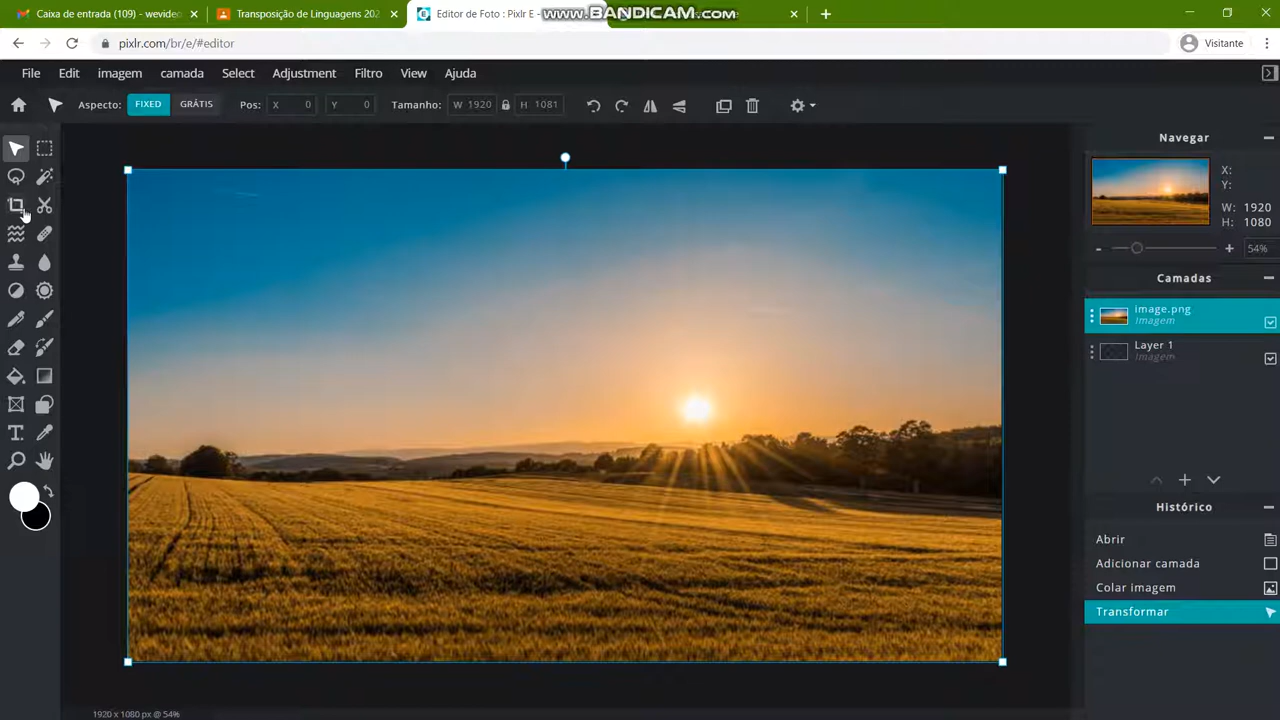 Caixa de entrada (109) - wevideo
Transposição de Linguagens 202
Editor de Foto : Pixlr E -
www.BANDICAM.com
pixlr.com/br/e/#editor
Visitante
File Edit imagem camada Select Adjustment Filtro View Ajuda
Aspecto: FIXED GRÁTIS Pos: X 0 Y 0 Tamanho: W 1920 H 1081
Navegar
X:
Y:
W: 1920
H: 1080
- + 54%
Camadas
image.png
Imagem
Layer 1
Imagem
Histórico
Abrir
Adicionar camada
Colar imagem
Transformar
1920 x 1080 px @ 54%